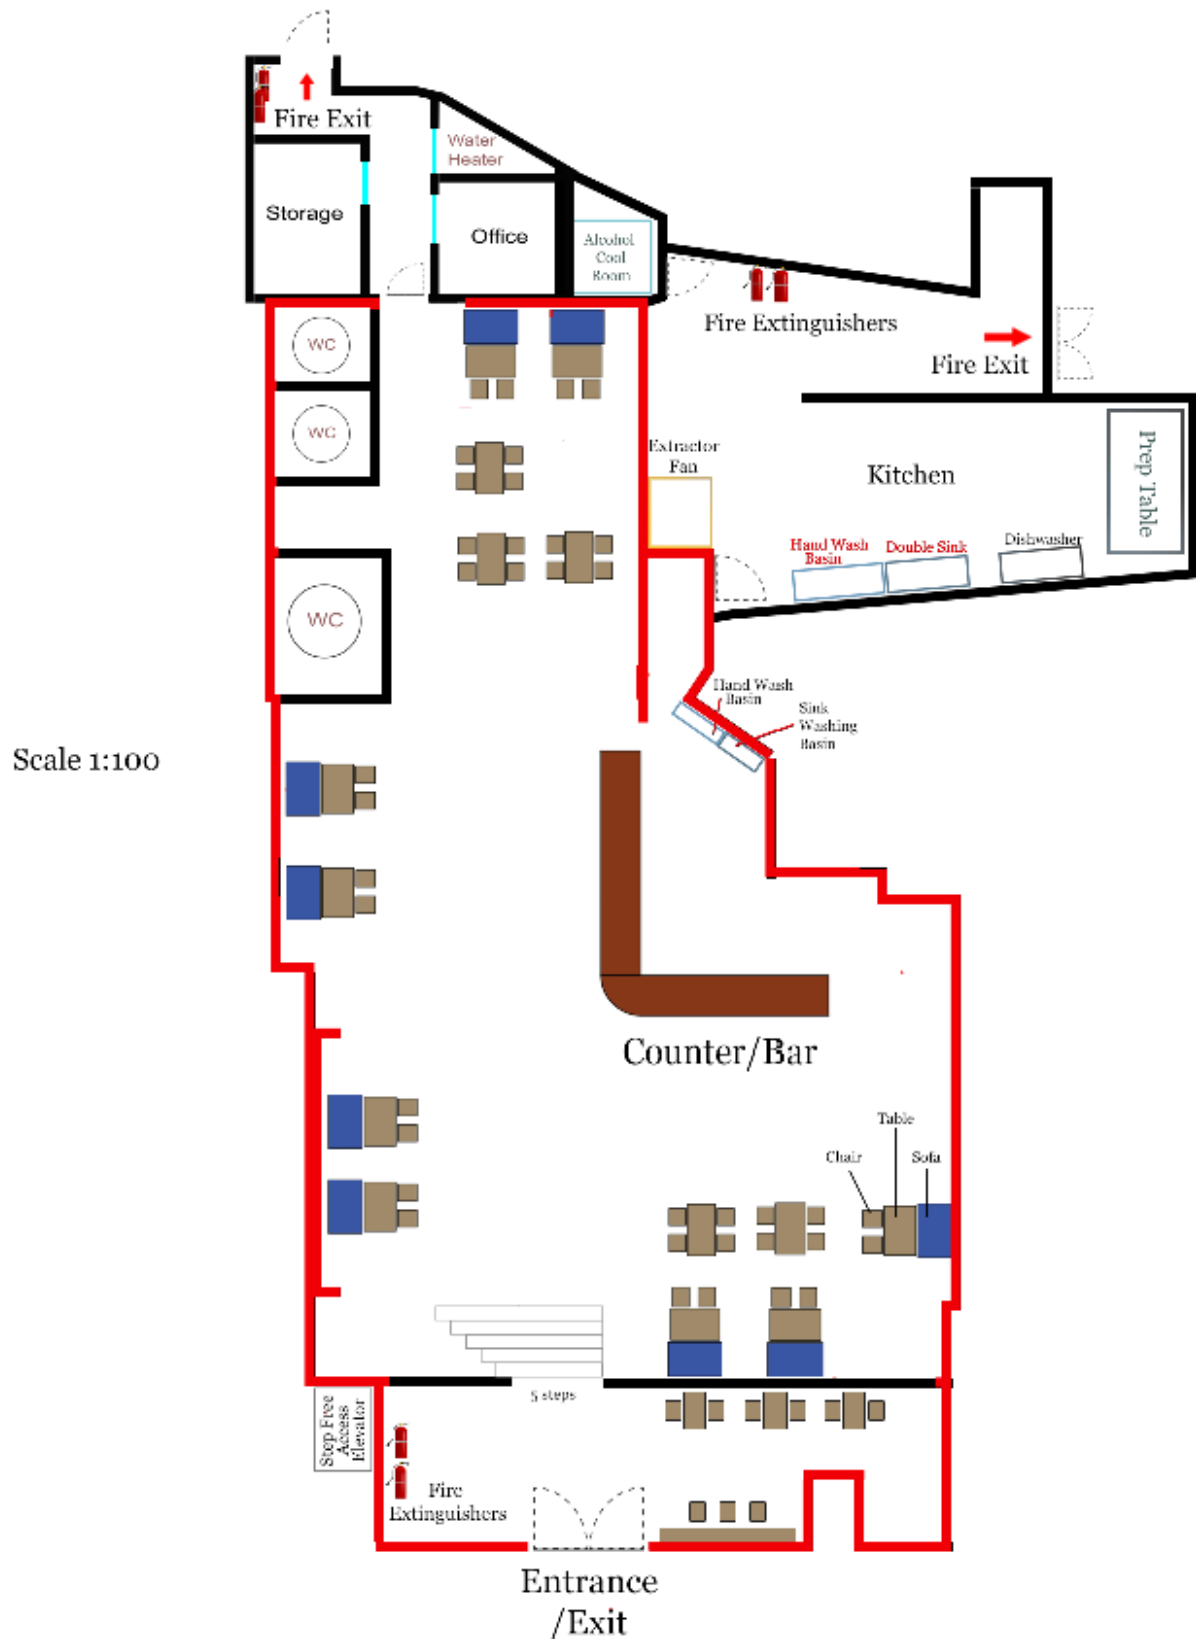 Fire Exit
Water
Heater
Storage
Office
Alcohol
Cool
Room
Fire Extinguishers
Fire Exit
WC
WC
Extractor
Fan
Kitchen
Prep Table
Hand Wash
Basin
Double Sink
Dishwasher
WC
Hand Wash
Basin
Sink
Washing
Basin
Scale 1:100
Counter/Bar
Table
Chair
Sofa
5 steps
Step Free
Access
Elevator
Fire
Extinguishers
Entrance
/Exit